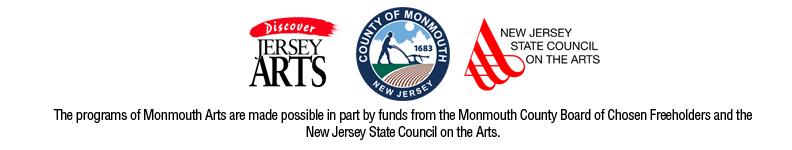 Discover
JERSEY
ARTS
COUNTY OF MONMOUTH
1683
NEW JERSEY
NEW JERSEY
STATE COUNCIL
ON THE ARTS
The programs of Monmouth Arts are made possible in part by funds from the Monmouth County Board of Chosen Freeholders and the
New Jersey State Council on the Arts.